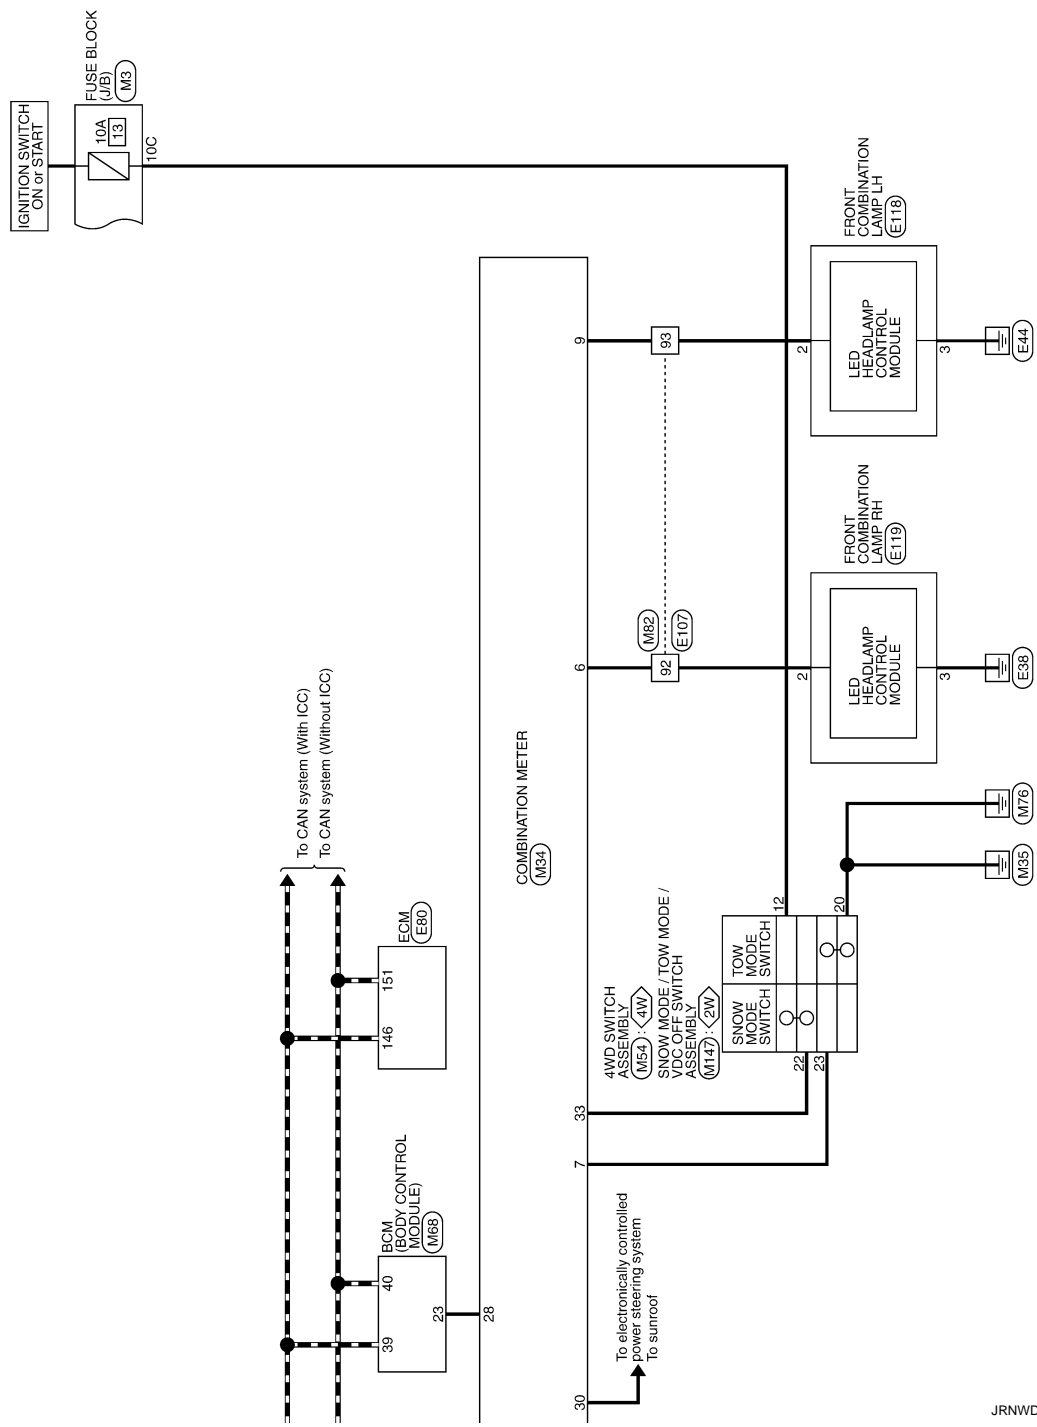 IGNITION SWITCH
ON or START
FUSE BLOCK
(J/B)
M3
10A
13
10C
To CAN system (With ICC)
To CAN system (Without ICC)
ECM
E80
146
151
BCM
(BODY CONTROL
MODULE)
M68
39
40
23
28
COMBINATION METER
M34
30
7
33
6
9
To electronically controlled
power steering system
To sunroof
4WD SWITCH
ASSEMBLY
M54 : 4W
SNOW MODE / TOW MODE /
VDC OFF SWITCH
ASSEMBLY
M147 : 2W
SNOW
MODE
SWITCH
TOW
MODE
SWITCH
22
23
12
20
M35
M76
92
M82
E107
93
2
FRONT
COMBINATION
LAMP RH
E119
LED
HEADLAMP
CONTROL
MODULE
3
E38
2
FRONT
COMBINATION
LAMP LH
E118
LED
HEADLAMP
CONTROL
MODULE
3
E44
JRNWD